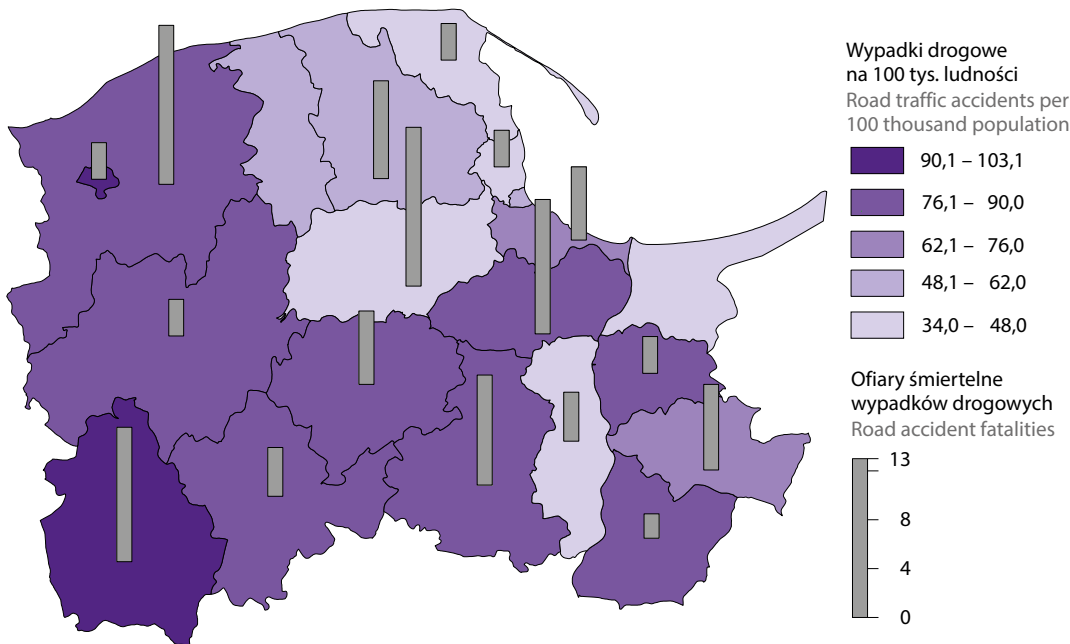 Wypadki drogowe
na 100 tys. ludności
Road traffic accidents per
100 thousand population
90,1 – 103,1
76,1 – 90,0
62,1 – 76,0
48,1 – 62,0
34,0 – 48,0
Ofiary śmiertelne
wypadków drogowych
Road accident fatalities
13
8
4
0